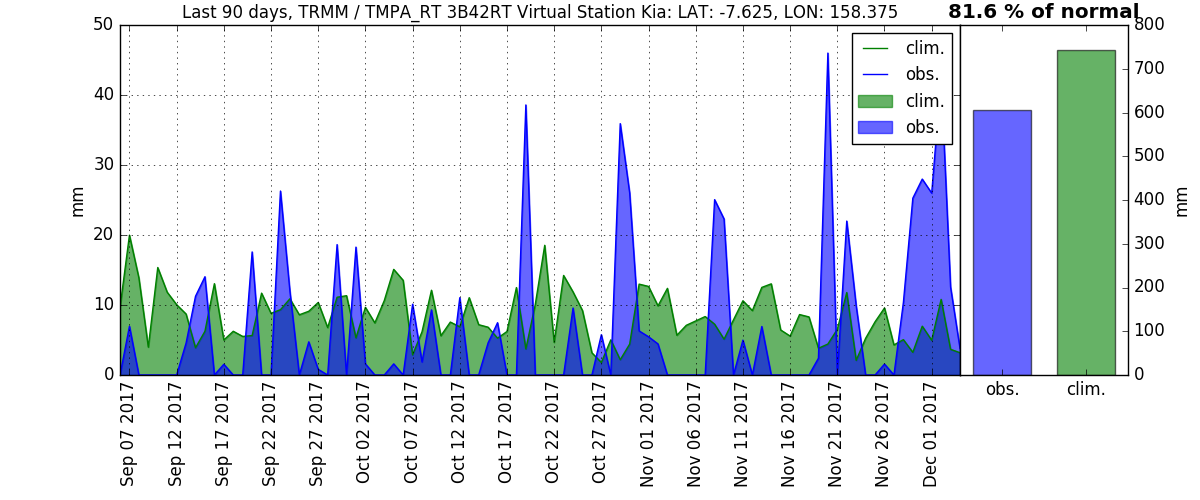 Last 90 days, TRMM / TMPA_RT 3B42RT Virtual Station Kia: LAT: -7.625, LON: 158.375
81.6 % of normal
50
40
30
20
10
0
mm
clim.
obs.
clim.
obs.
800
700
600
500
400
300
200
100
0
mm
Sep 07 2017
Sep 12 2017
Sep 17 2017
Sep 22 2017
Sep 27 2017
Oct 02 2017
Oct 07 2017
Oct 12 2017
Oct 17 2017
Oct 22 2017
Oct 27 2017
Nov 01 2017
Nov 06 2017
Nov 11 2017
Nov 16 2017
Nov 21 2017
Nov 26 2017
Dec 01 2017
obs.
clim.